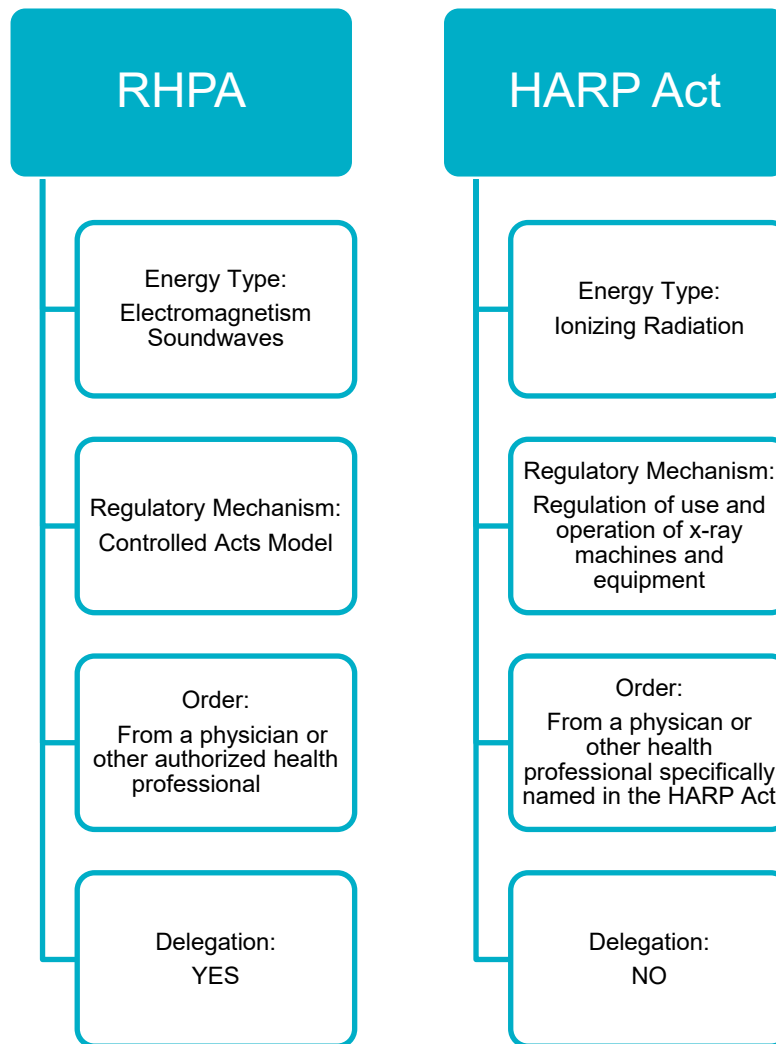 RHPA
Energy Type:
Electromagnetism
Soundwaves
Regulatory Mechanism:
Controlled Acts Model
Order:
From a physician or
other authorized health
professional
Delegation:
YES
HARP Act
Energy Type:
Ionizing Radiation
Regulatory Mechanism:
Regulation of use and
operation of x-ray
machines and
equipment
Order:
From a physican or
other health
professional specifically
named in the HARP Act
Delegation:
NO